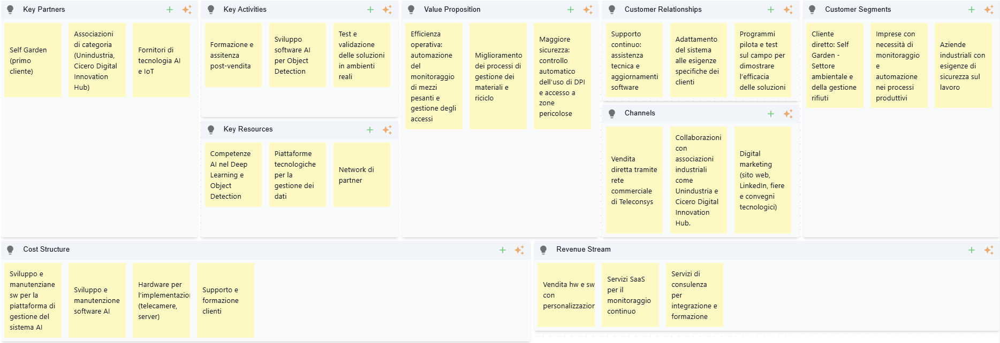 Key Partners
Self Garden
(primo
cliente)
Associazioni
di categoria
(Unindustria,
Cicero Digital
Innovation
Hub)
Fornitori di
tecnologia AI
e IoT
Key Activities
Formazione e
assitenza
post-vendita
Sviluppo
software AI
per Object
Detection
Test e
validazione
delle soluzioni
in ambienti
reali
Key Resources
Competenze
AI nel Deep
Learning e
Object
Detection
Piattaforme
tecnologiche
per la
gestione dei
dati
Network di
partner
Value Proposition
Efficienza
operativa:
automazione
del
monitoraggio
di mezzi
pesanti e
gestione degli
accessi
Miglioramento
dei processi di
gestione dei
materiali e
riciclo
Maggiore
sicurezza:
controllo
automatico
dell’uso di DPI
e accesso a
zone
pericolose
Customer Relationships
Supporto
continuo:
assistenza
tecnica e
aggiornamenti
software
Adattamento
del sistema
alle esigenze
specifiche dei
clienti
Programmi
pilota e test
sul campo per
dimostrare
l’efficacia
delle soluzioni
Channels
Vendita
diretta tramite
rete
commerciale
di Teleconsys
Collaborazioni
con
associazioni
industriali
come
Unindustria e
Cicero Digital
Innovation
Hub.
Digital
marketing
(sito web,
LinkedIn, fiere
e convegni
tecnologici)
Customer Segments
Cliente
diretto: Self
Garden -
Settore
ambientale e
della gestione
rifiuti
Imprese con
necessità di
monitoraggio
e
automazione
nei processi
produttivi
Aziende
industriali con
esigenze di
sicurezza sul
lavoro
Cost Structure
Sviluppo e
manutenziane
sw per la
piattaforma di
gestione del
sistema AI
Sviluppo e
manutenzione
software AI
Hardware per
l’implementazio
(telecamere,
server)
Supporto e
formazione
clienti
Revenue Stream
Vendita hw e sw
con
personalizzazior
Servizi SaaS
per il
monitoraggio
continuo
Servizi di
consulenza
per
integrazione e
formazione